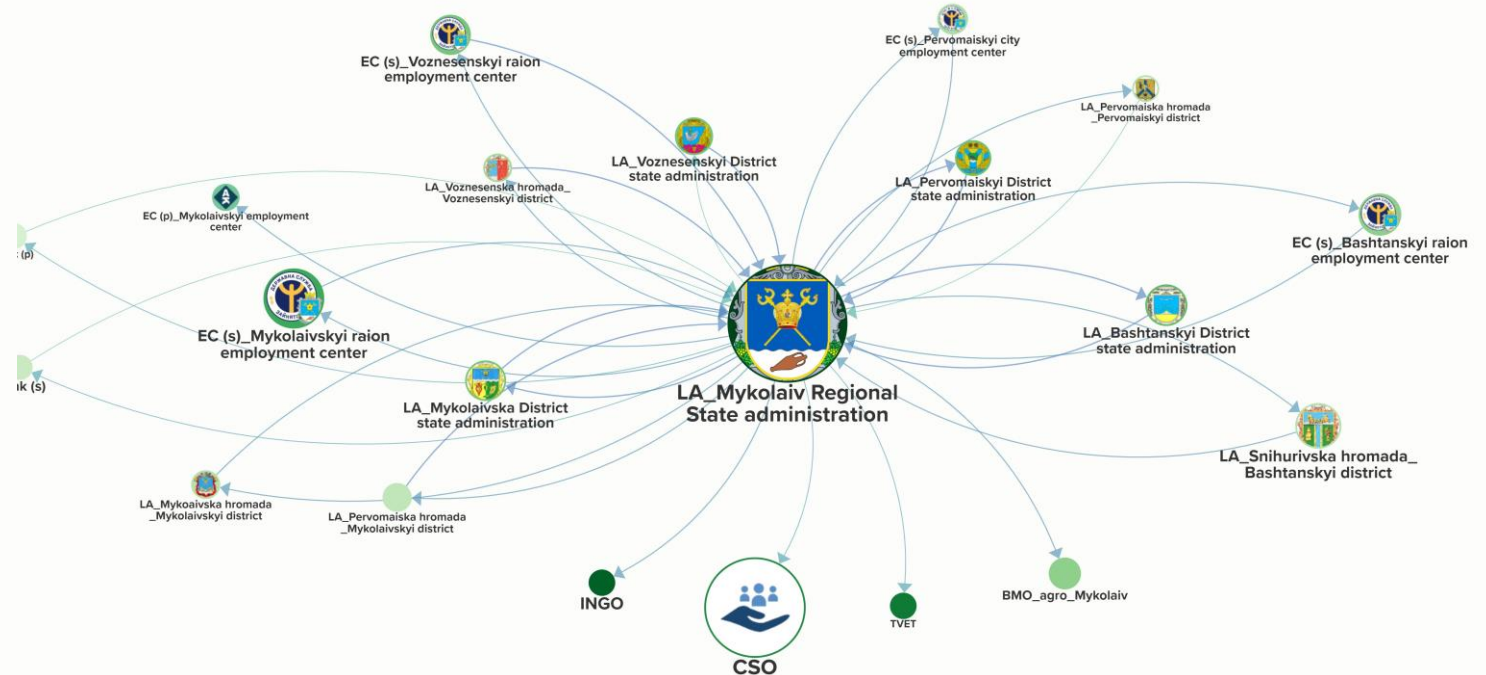 EC (s)_Pervomaiskyi city
employment center
EC (s)_Voznesenskyi raion
employment center
LA_Pervomaiska hromada
_Pervomaiskyi district
LA_Voznesenskyi District
state administration
LA_Pervomaiskyi District
state administration
LA_Voznesenska hromada_
Voznesenskyi district
EC (p)_Mykolaivskyi employment
center
EC (s)_Bashtanskyi raion
employment center
(p)
ДЕРЖАВНА СЛУЖБА
EC (s)_Mykolaivskyi raion
employment center
LA_Bashtanskyi District
state administration
(s)
LA_Mykolaivska District
state administration
LA_Mykolaiv Regional
State administration
LA_Snihurivska hromada_
Bashtanskyi district
LA_Mykoaivska hromada
_Mykolaivskyi district
LA_Pervomaiska hromada
_Mykolaivskyi district
INGO
CSO
TVET
BMO_agro_Mykolaiv